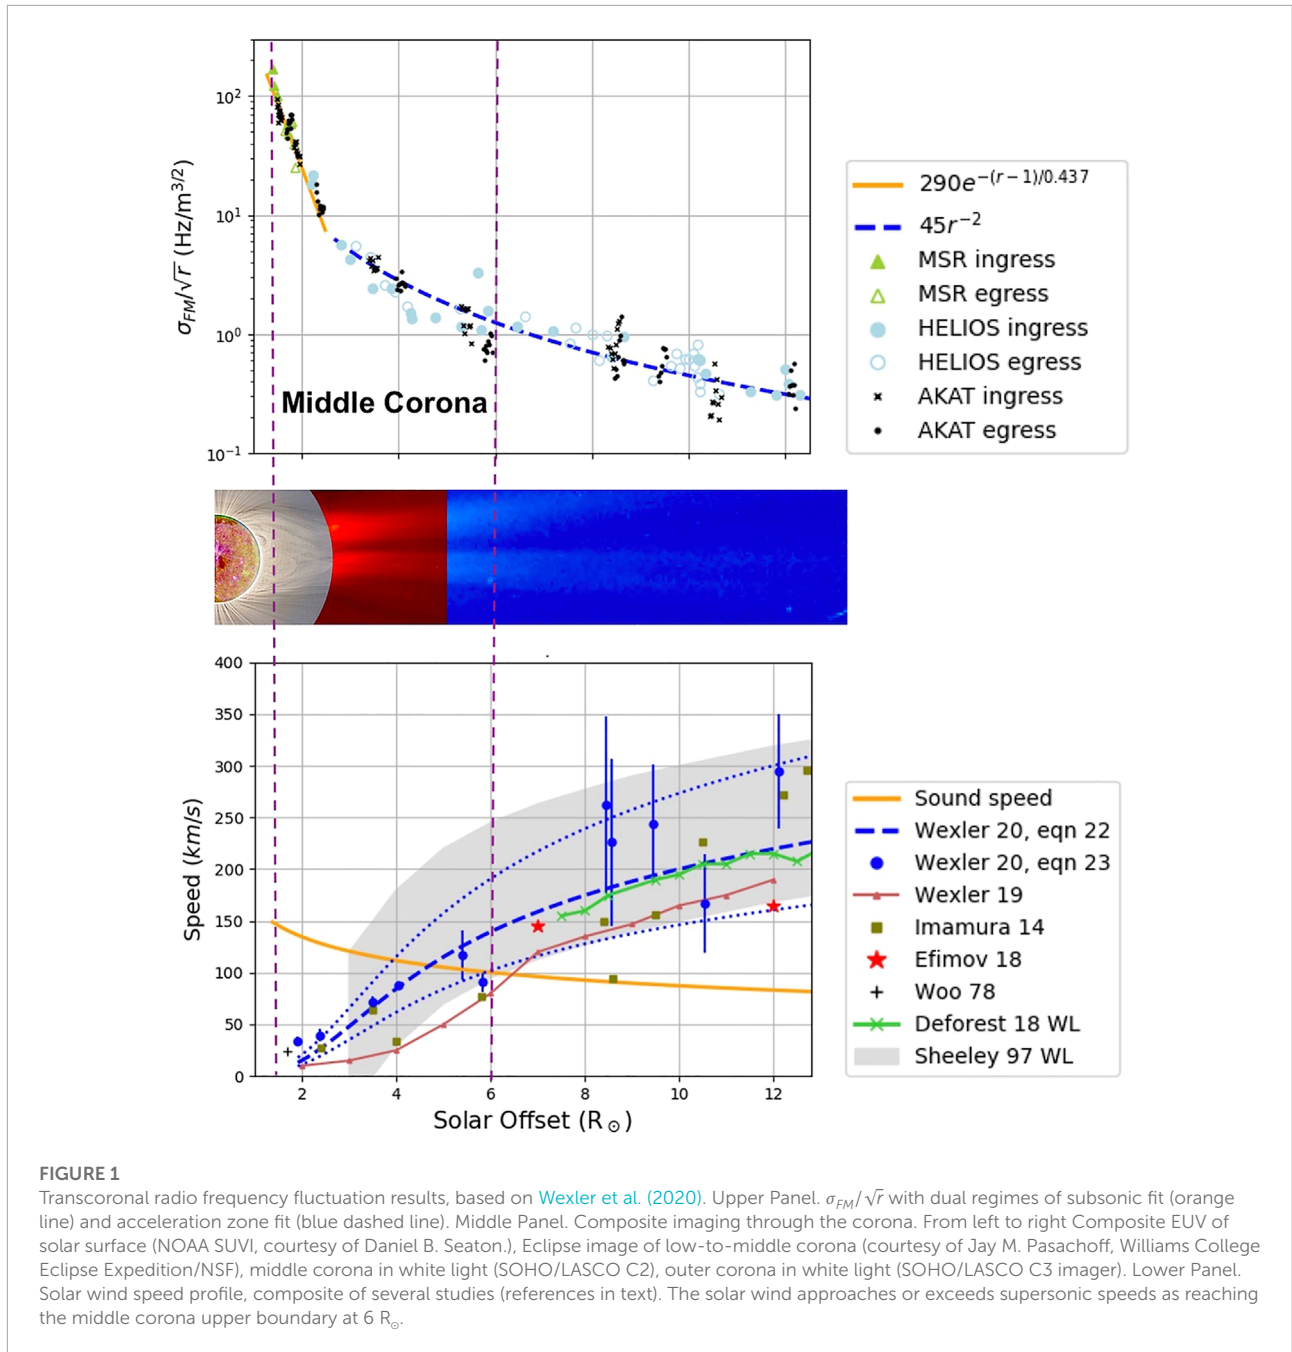 10²
10¹
10⁰
10⁻¹
σ_FM/√r (Hz/m^3/2)
Middle Corona
290e^−(r−1)/0.437
45r⁻²
MSR ingress
MSR egress
HELIOS ingress
HELIOS egress
AKAT ingress
AKAT egress
400
350
300
250
200
150
100
50
0
Speed (km/s)
2 4 6 8 10 12
Solar Offset (R☉)
Sound speed
Wexler 20, eqn 22
Wexler 20, eqn 23
Wexler 19
Imamura 14
Efimov 18
Woo 78
Deforest 18 WL
Sheeley 97 WL
FIGURE 1
Transcoronal radio frequency fluctuation results, based on Wexler et al. (2020). Upper Panel. σ_FM/√r with dual regimes of subsonic fit (orange
line) and acceleration zone fit (blue dashed line). Middle Panel. Composite imaging through the corona. From left to right Composite EUV of
solar surface (NOAA SUVI, courtesy of Daniel B. Seaton.), Eclipse image of low-to-middle corona (courtesy of Jay M. Pasachoff, Williams College
Eclipse Expedition/NSF), middle corona in white light (SOHO/LASCO C2), outer corona in white light (SOHO/LASCO C3 imager). Lower Panel.
Solar wind speed profile, composite of several studies (references in text). The solar wind approaches or exceeds supersonic speeds as reaching
the middle corona upper boundary at 6 R☉.